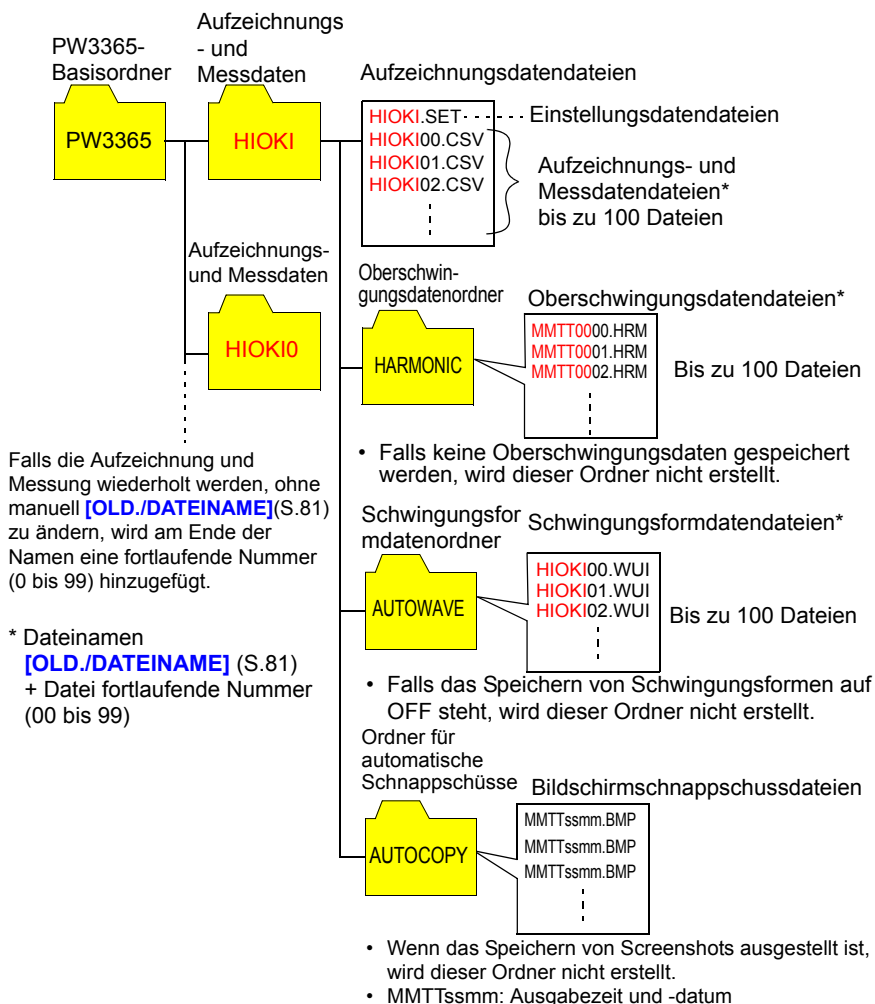 PW3365-
Basisordner
PW3365
Aufzeichnungs
- und
Messdaten
HIOKI
Aufzeichnungs-
und Messdaten
HIOKI0
Falls die Aufzeichnung und
Messung wiederholt werden, ohne
manuell [OLD./DATEINAME](S.81)
zu ändern, wird am Ende der
Namen eine fortlaufende Nummer
(0 bis 99) hinzugefügt.
* Dateinamen
[OLD./DATEINAME] (S.81)
+ Datei fortlaufende Nummer
(00 bis 99)
Aufzeichnungsdatendateien
HIOKI.SET
Einstellungsdatendateien
HIOKI00.CSV
HIOKI01.CSV
HIOKI02.CSV
Aufzeichnungs- und
Messdatendateien*
bis zu 100 Dateien
Oberschwin-
gungsdatenordner
HARMONIC
Oberschwingungsdatendateien*
MMTT0000.HRM
MMTT0001.HRM
MMTT0002.HRM
Bis zu 100 Dateien
• Falls keine Oberschwingungsdaten gespeichert
werden, wird dieser Ordner nicht erstellt.
Schwingungsfor
mdatenordner
AUTOWAVE
Schwingungsformdatendateien*
HIOKI00.WUI
HIOKI01.WUI
HIOKI02.WUI
Bis zu 100 Dateien
• Falls das Speichern von Schwingungsformen auf
OFF steht, wird dieser Ordner nicht erstellt.
Ordner für
automatische
Schnappschüsse
AUTOCOPY
Bildschirmschnappschussdateien
MMTTssmm.BMP
MMTTssmm.BMP
MMTTssmm.BMP
• Wenn das Speichern von Screenshots ausgestellt ist,
wird dieser Ordner nicht erstellt.
• MMTTssmm: Ausgabezeit und -datum